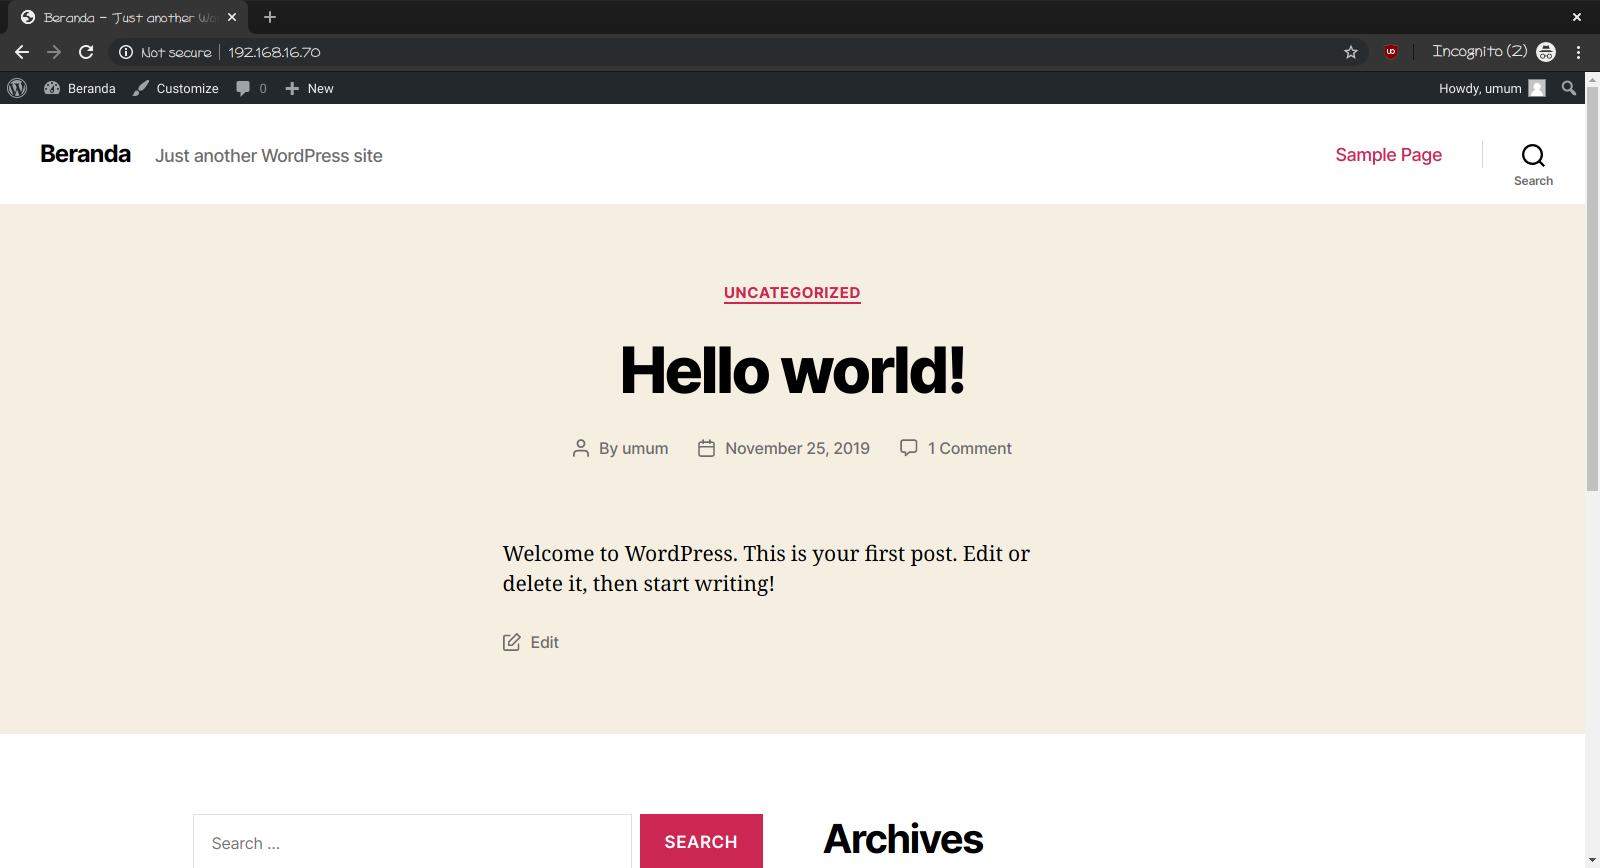 Beranda – Just another Wo
Not secure | 192.168.16.70
Incognito (2)
Beranda
Customize
0
New
Howdy, umum
Beranda
Just another WordPress site
Sample Page
Search
UNCATEGORIZED
Hello world!
By umum
November 25, 2019
1 Comment
Welcome to WordPress. This is your first post. Edit or
delete it, then start writing!
Edit
Search …
SEARCH
Archives